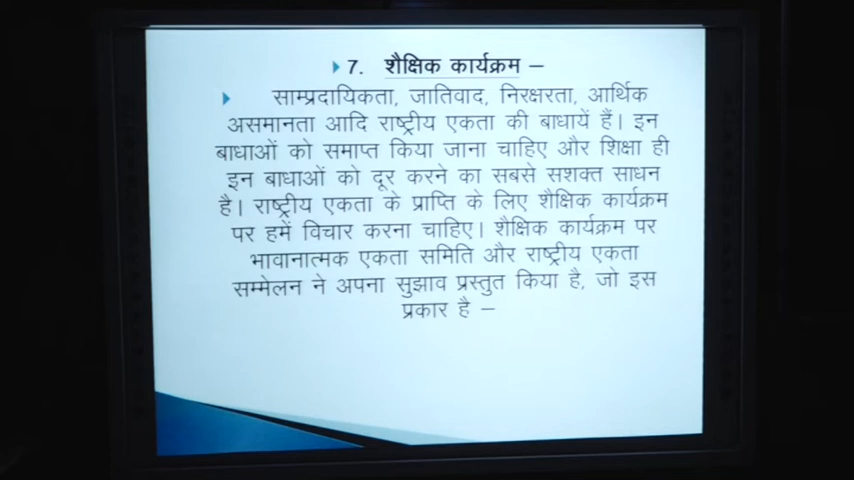 7. शैक्षिक कार्यक्रम –
साम्प्रदायिकता, जातिवाद, निरक्षरता, आर्थिक
असमानता आदि राष्ट्रीय एकता की बाधायें हैं। इन
बाधाओं को समाप्त किया जाना चाहिए और शिक्षा ही
इन बाधाओं को दूर करने का सबसे सशक्त साधन
है। राष्ट्रीय एकता के प्राप्ति के लिए शैक्षिक कार्यक्रम
पर हमें विचार करना चाहिए। शैक्षिक कार्यक्रम पर
भावानात्मक एकता समिति और राष्ट्रीय एकता
सम्मेलन ने अपना सुझाव प्रस्तुत किया है, जो इस
प्रकार है –